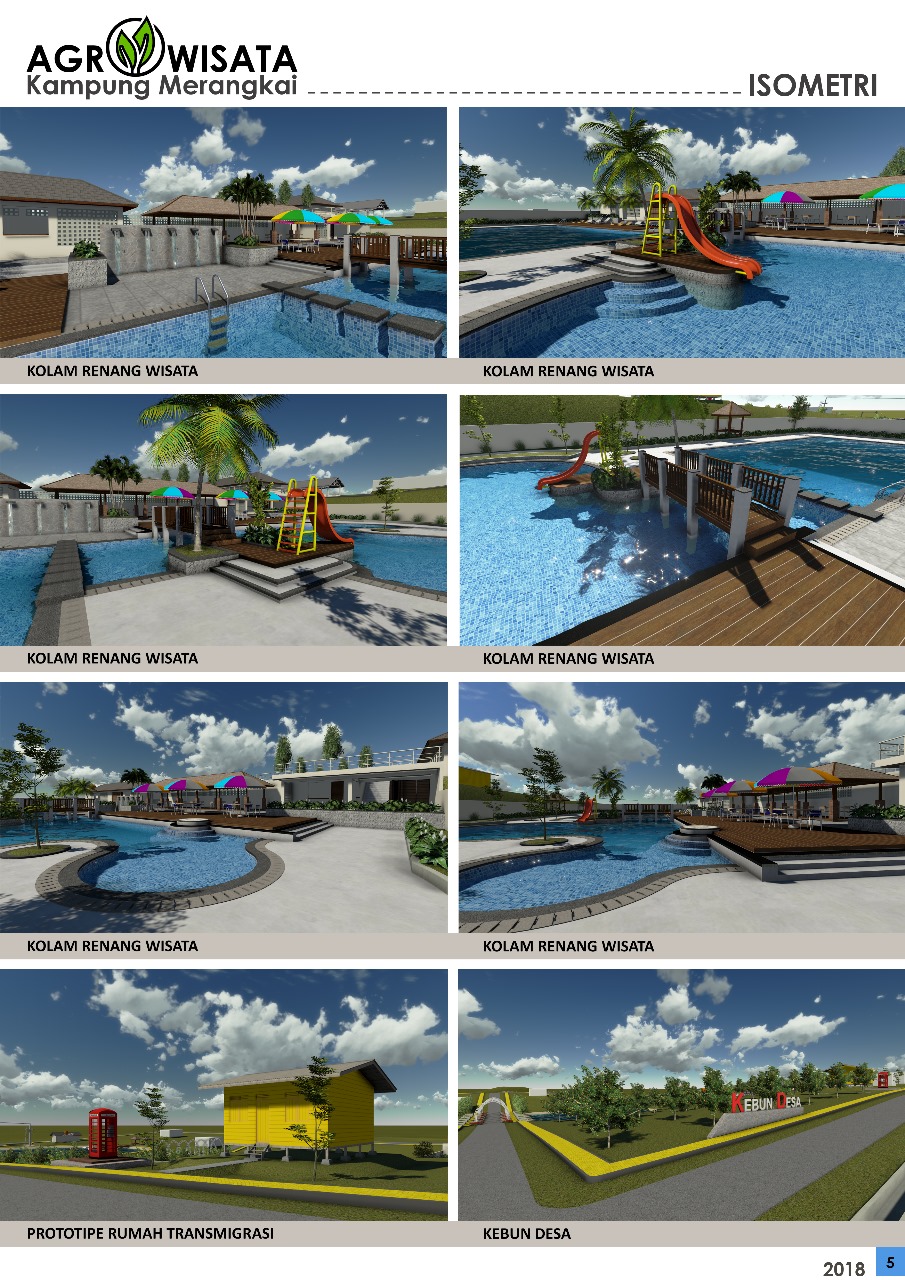 AGROWISATA
Kampung Merangkai
ISOMETRI
KOLAM RENANG WISATA
KOLAM RENANG WISATA
KOLAM RENANG WISATA
KOLAM RENANG WISATA
KOLAM RENANG WISATA
KOLAM RENANG WISATA
KEBUN DESA
PROTOTIPE RUMAH TRANSMIGRASI
KEBUN DESA
2018
5